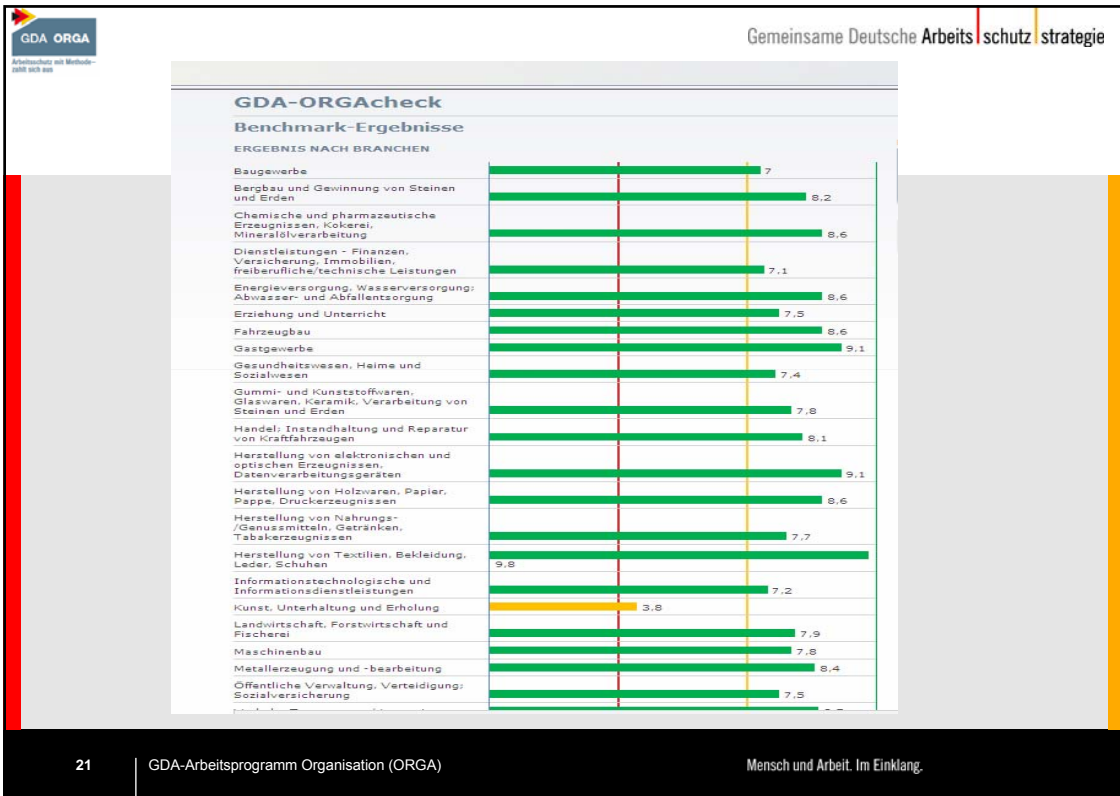 GDA ORGA
Arbeitsschutz mit Methode–
zahlt sich aus
Gemeinsame Deutsche Arbeitsschutzstrategie
GDA-ORGAcheck
Benchmark-Ergebnisse
ERGEBNIS NACH BRANCHEN
Baugewerbe
7
Bergbau und Gewinnung von Steinen
und Erden
8,2
Chemische und pharmazeutische
Erzeugnissen, Kokerei,
Mineralölverarbeitung
8,6
Dienstleistungen - Finanzen,
Versicherung, Immobilien,
freiberufliche/technische Leistungen
7,1
Energieversorgung, Wasserversorgung;
Abwasser- und Abfallentsorgung
8,6
Erziehung und Unterricht
7,5
Fahrzeugbau
8,6
Gastgewerbe
9,1
Gesundheitswesen, Heime und
Sozialwesen
7,4
Gummi- und Kunststoffwaren,
Glaswaren, Keramik, Verarbeitung von
Steinen und Erden
7,8
Handel; Instandhaltung und Reparatur
von Kraftfahrzeugen
8,1
Herstellung von elektronischen und
optischen Erzeugnissen,
Datenverarbeitungsgeräten
9,1
Herstellung von Holzwaren, Papier,
Pappe, Druckerzeugnissen
8,6
Herstellung von Nahrungs-
/Genussmitteln, Getränken,
Tabakerzeugnissen
7,7
Herstellung von Textilien, Bekleidung,
Leder, Schuhen
9,8
Informationstechnologische und
Informationsdienstleistungen
7,2
Kunst, Unterhaltung und Erholung
3,8
Landwirtschaft, Forstwirtschaft und
Fischerei
7,9
Maschinenbau
7,8
Metallerzeugung und -bearbeitung
8,4
Öffentliche Verwaltung, Verteidigung;
Sozialversicherung
7,5
21
GDA-Arbeitsprogramm Organisation (ORGA)
Mensch und Arbeit. Im Einklang.